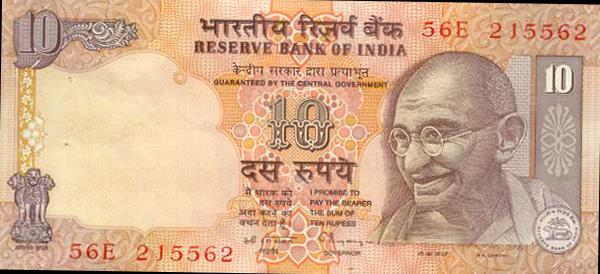 10
भारतीय रिज़र्व बैंक
56E 215562
RESERVE BANK OF INDIA
केन्द्रीय सरकार द्वारा प्रत्याभूत
GUARANTEED BY THE CENTRAL GOVERNMENT
10
10
दस रुपये
मैं धारक को
दस रुपये
अदा करने का
वचन देता हूँ।
I PROMISE TO
PAY THE BEARER
THE SUM OF
TEN RUPEES
गवर्नर
GOVERNOR
56E 215562